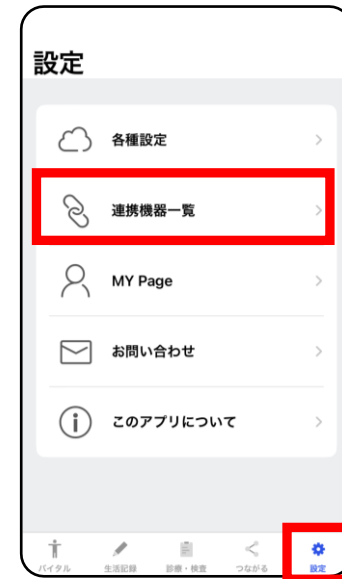 設定
各種設定
連携機器一覧
MY Page
お問い合わせ
このアプリについて
バイタル 生活記録 診療・検査 つながる 設定